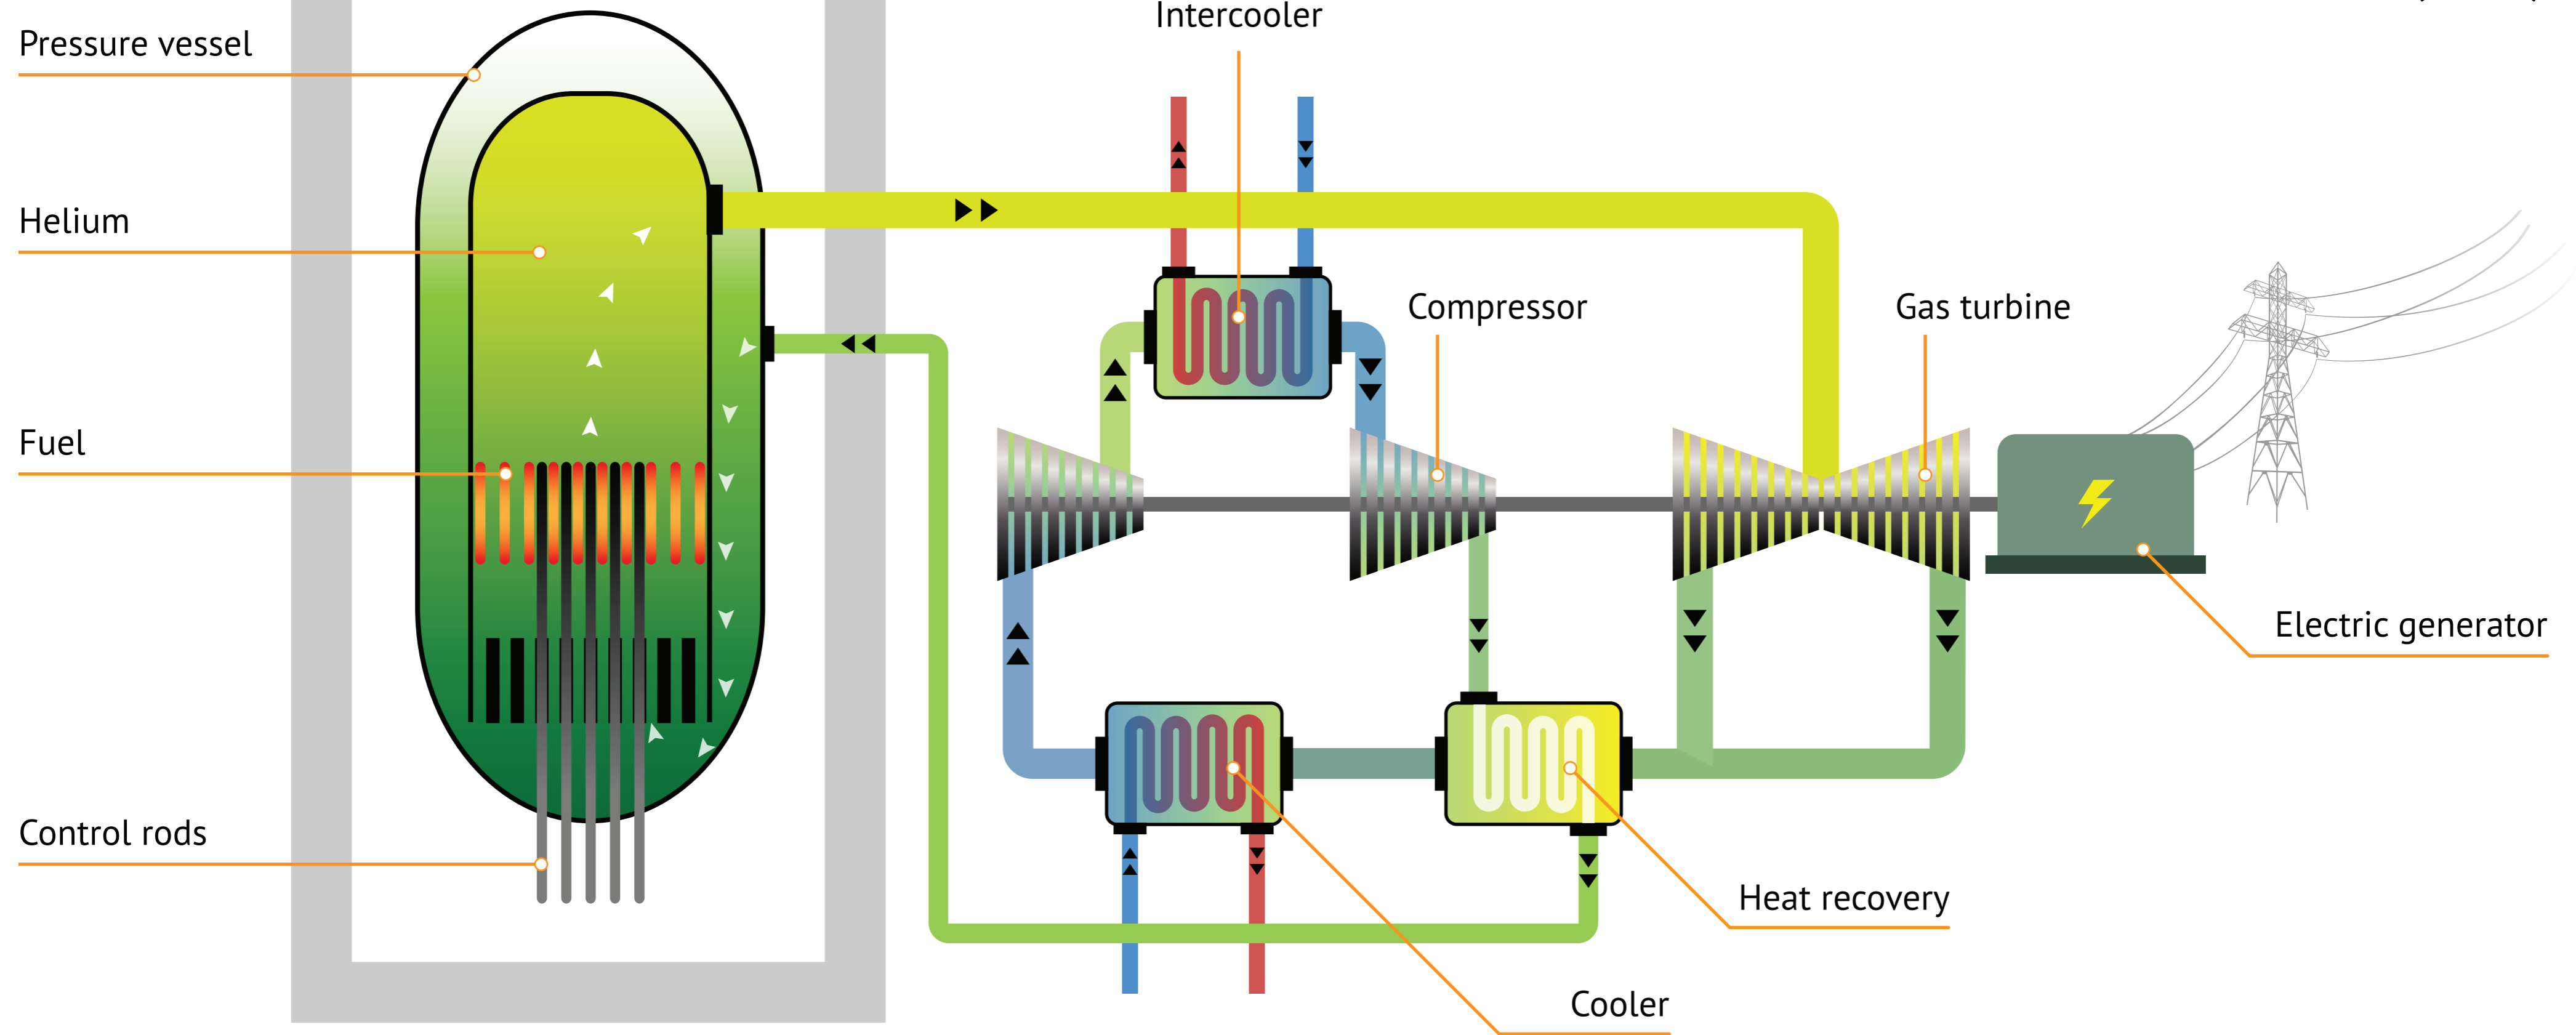 Pressure vessel
Helium
Fuel
Control rods
Intercooler
Compressor
Gas turbine
Electric generator
Heat recovery
Cooler